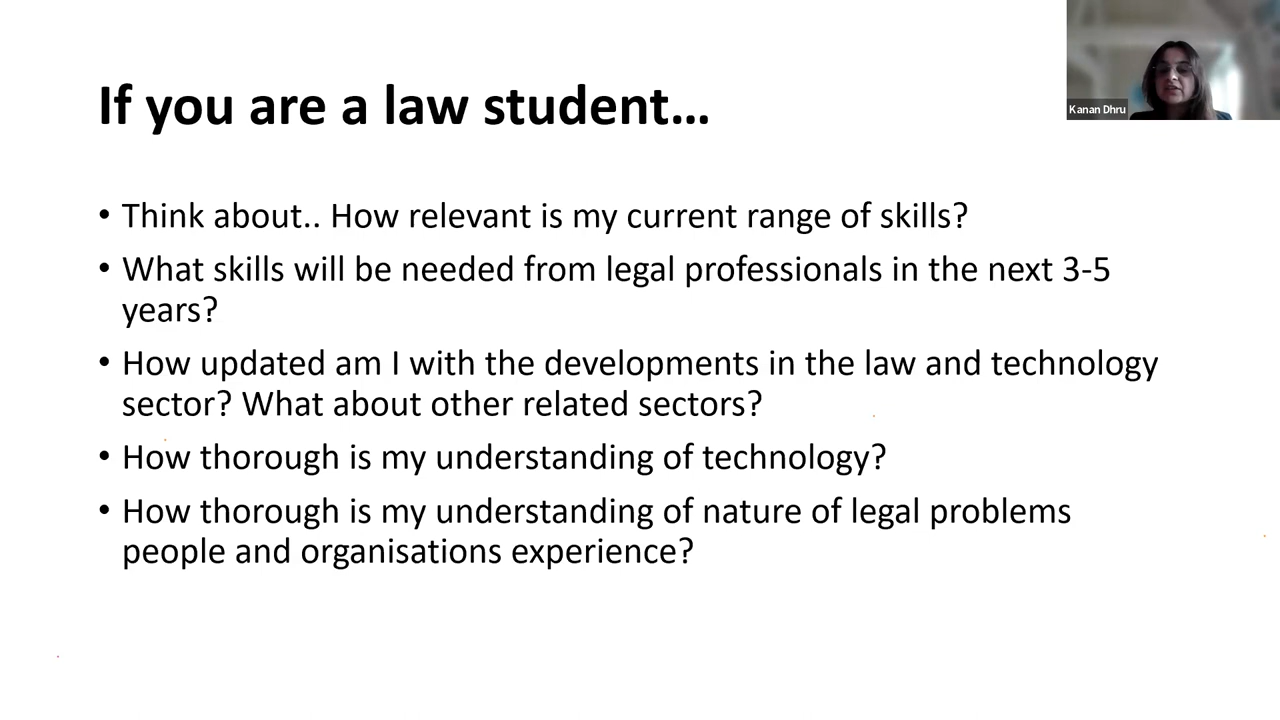 If you are a law student...
Kanan Dhru
• Think about.. How relevant is my current range of skills?
• What skills will be needed from legal professionals in the next 3-5
years?
• How updated am I with the developments in the law and technology
sector? What about other related sectors?
• How thorough is my understanding of technology?
• How thorough is my understanding of nature of legal problems
people and organisations experience?